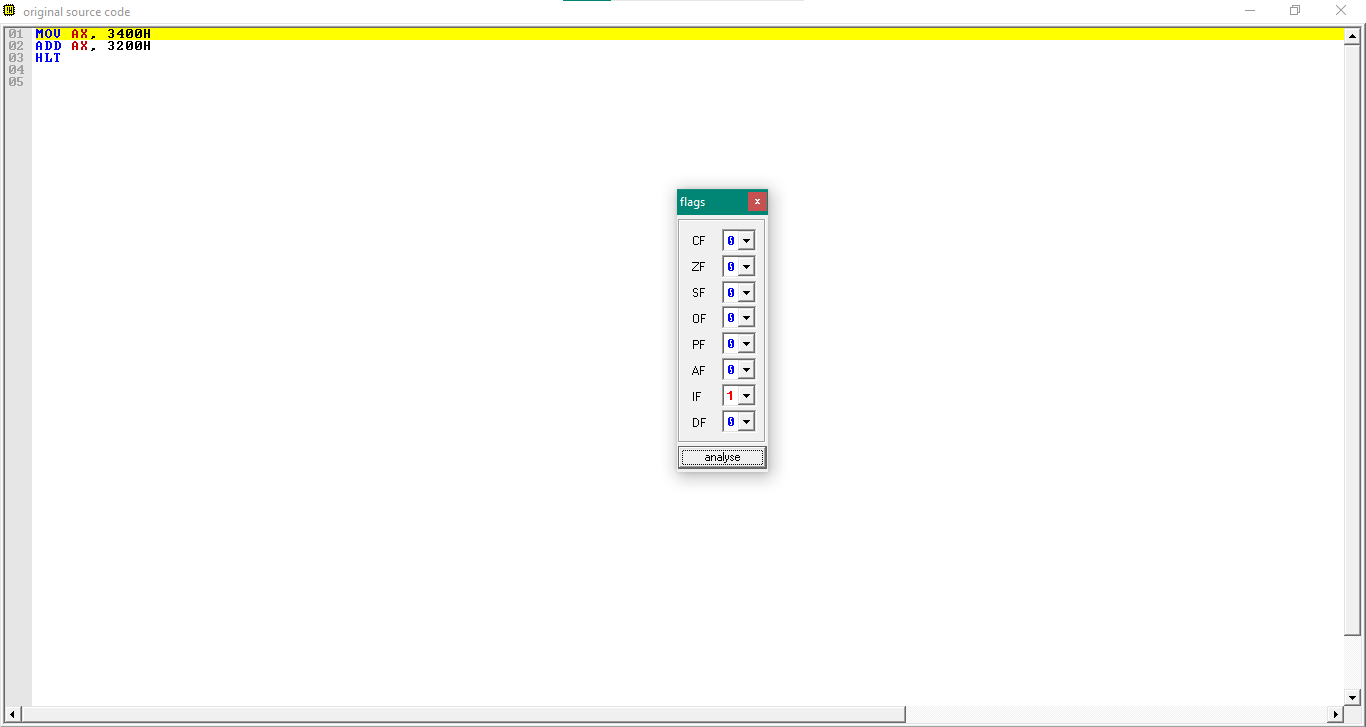 original source code
01 MOV AX, 3400H
02 ADD AX, 3200H
03 HLT
04
05
flags x
CF 0
ZF 0
SF 0
OF 0
PF 0
AF 0
IF 1
DF 0
analyse